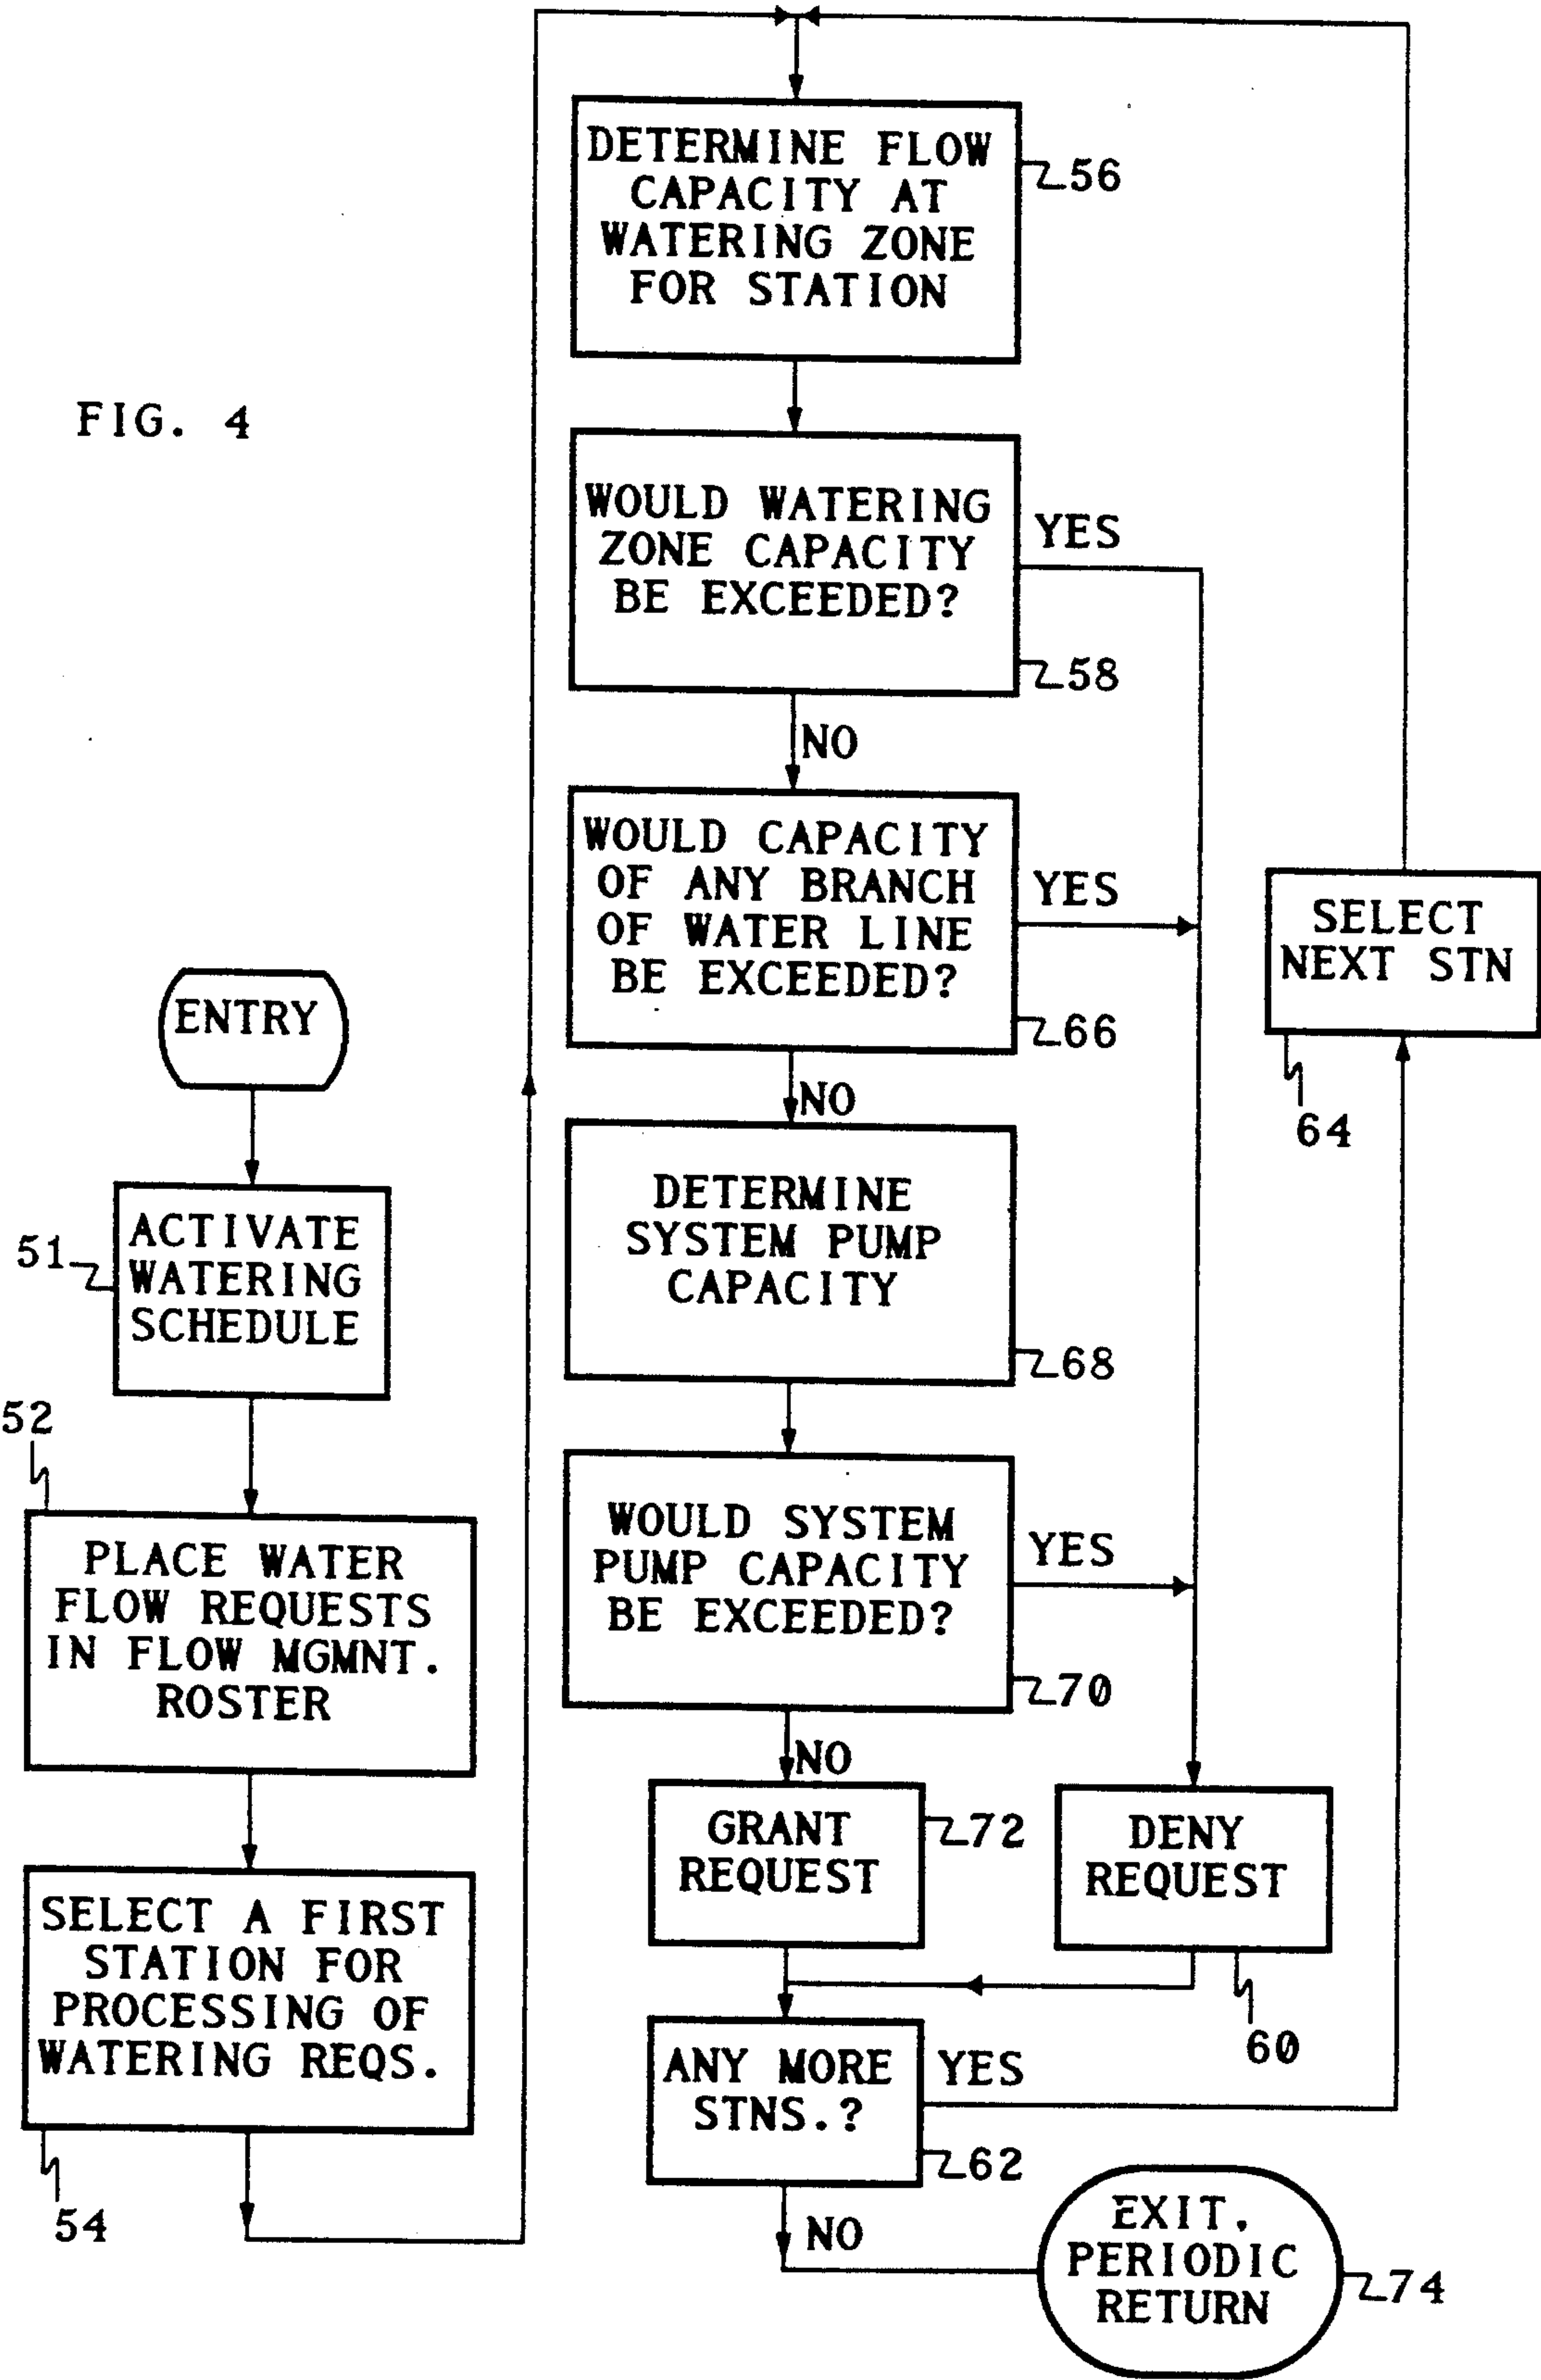 FIG. 4
ENTRY
51
ACTIVATE
WATERING
SCHEDULE
52
PLACE WATER
FLOW REQUESTS
IN FLOW MGMNT.
ROSTER
SELECT A FIRST
STATION FOR
PROCESSING OF
WATERING REQS.
54
DETERMINE FLOW
CAPACITY AT
WATERING ZONE
FOR STATION
56
WOULD WATERING
ZONE CAPACITY
BE EXCEEDED?
YES
58
NO
WOULD CAPACITY
OF ANY BRANCH
OF WATER LINE
BE EXCEEDED?
YES
66
NO
DETERMINE
SYSTEM PUMP
CAPACITY
68
WOULD SYSTEM
PUMP CAPACITY
BE EXCEEDED?
YES
70
NO
GRANT
REQUEST
72
DENY
REQUEST
60
ANY MORE
STNS.?
YES
62
NO
SELECT
NEXT STN
64
EXIT.
PERIODIC
RETURN
74